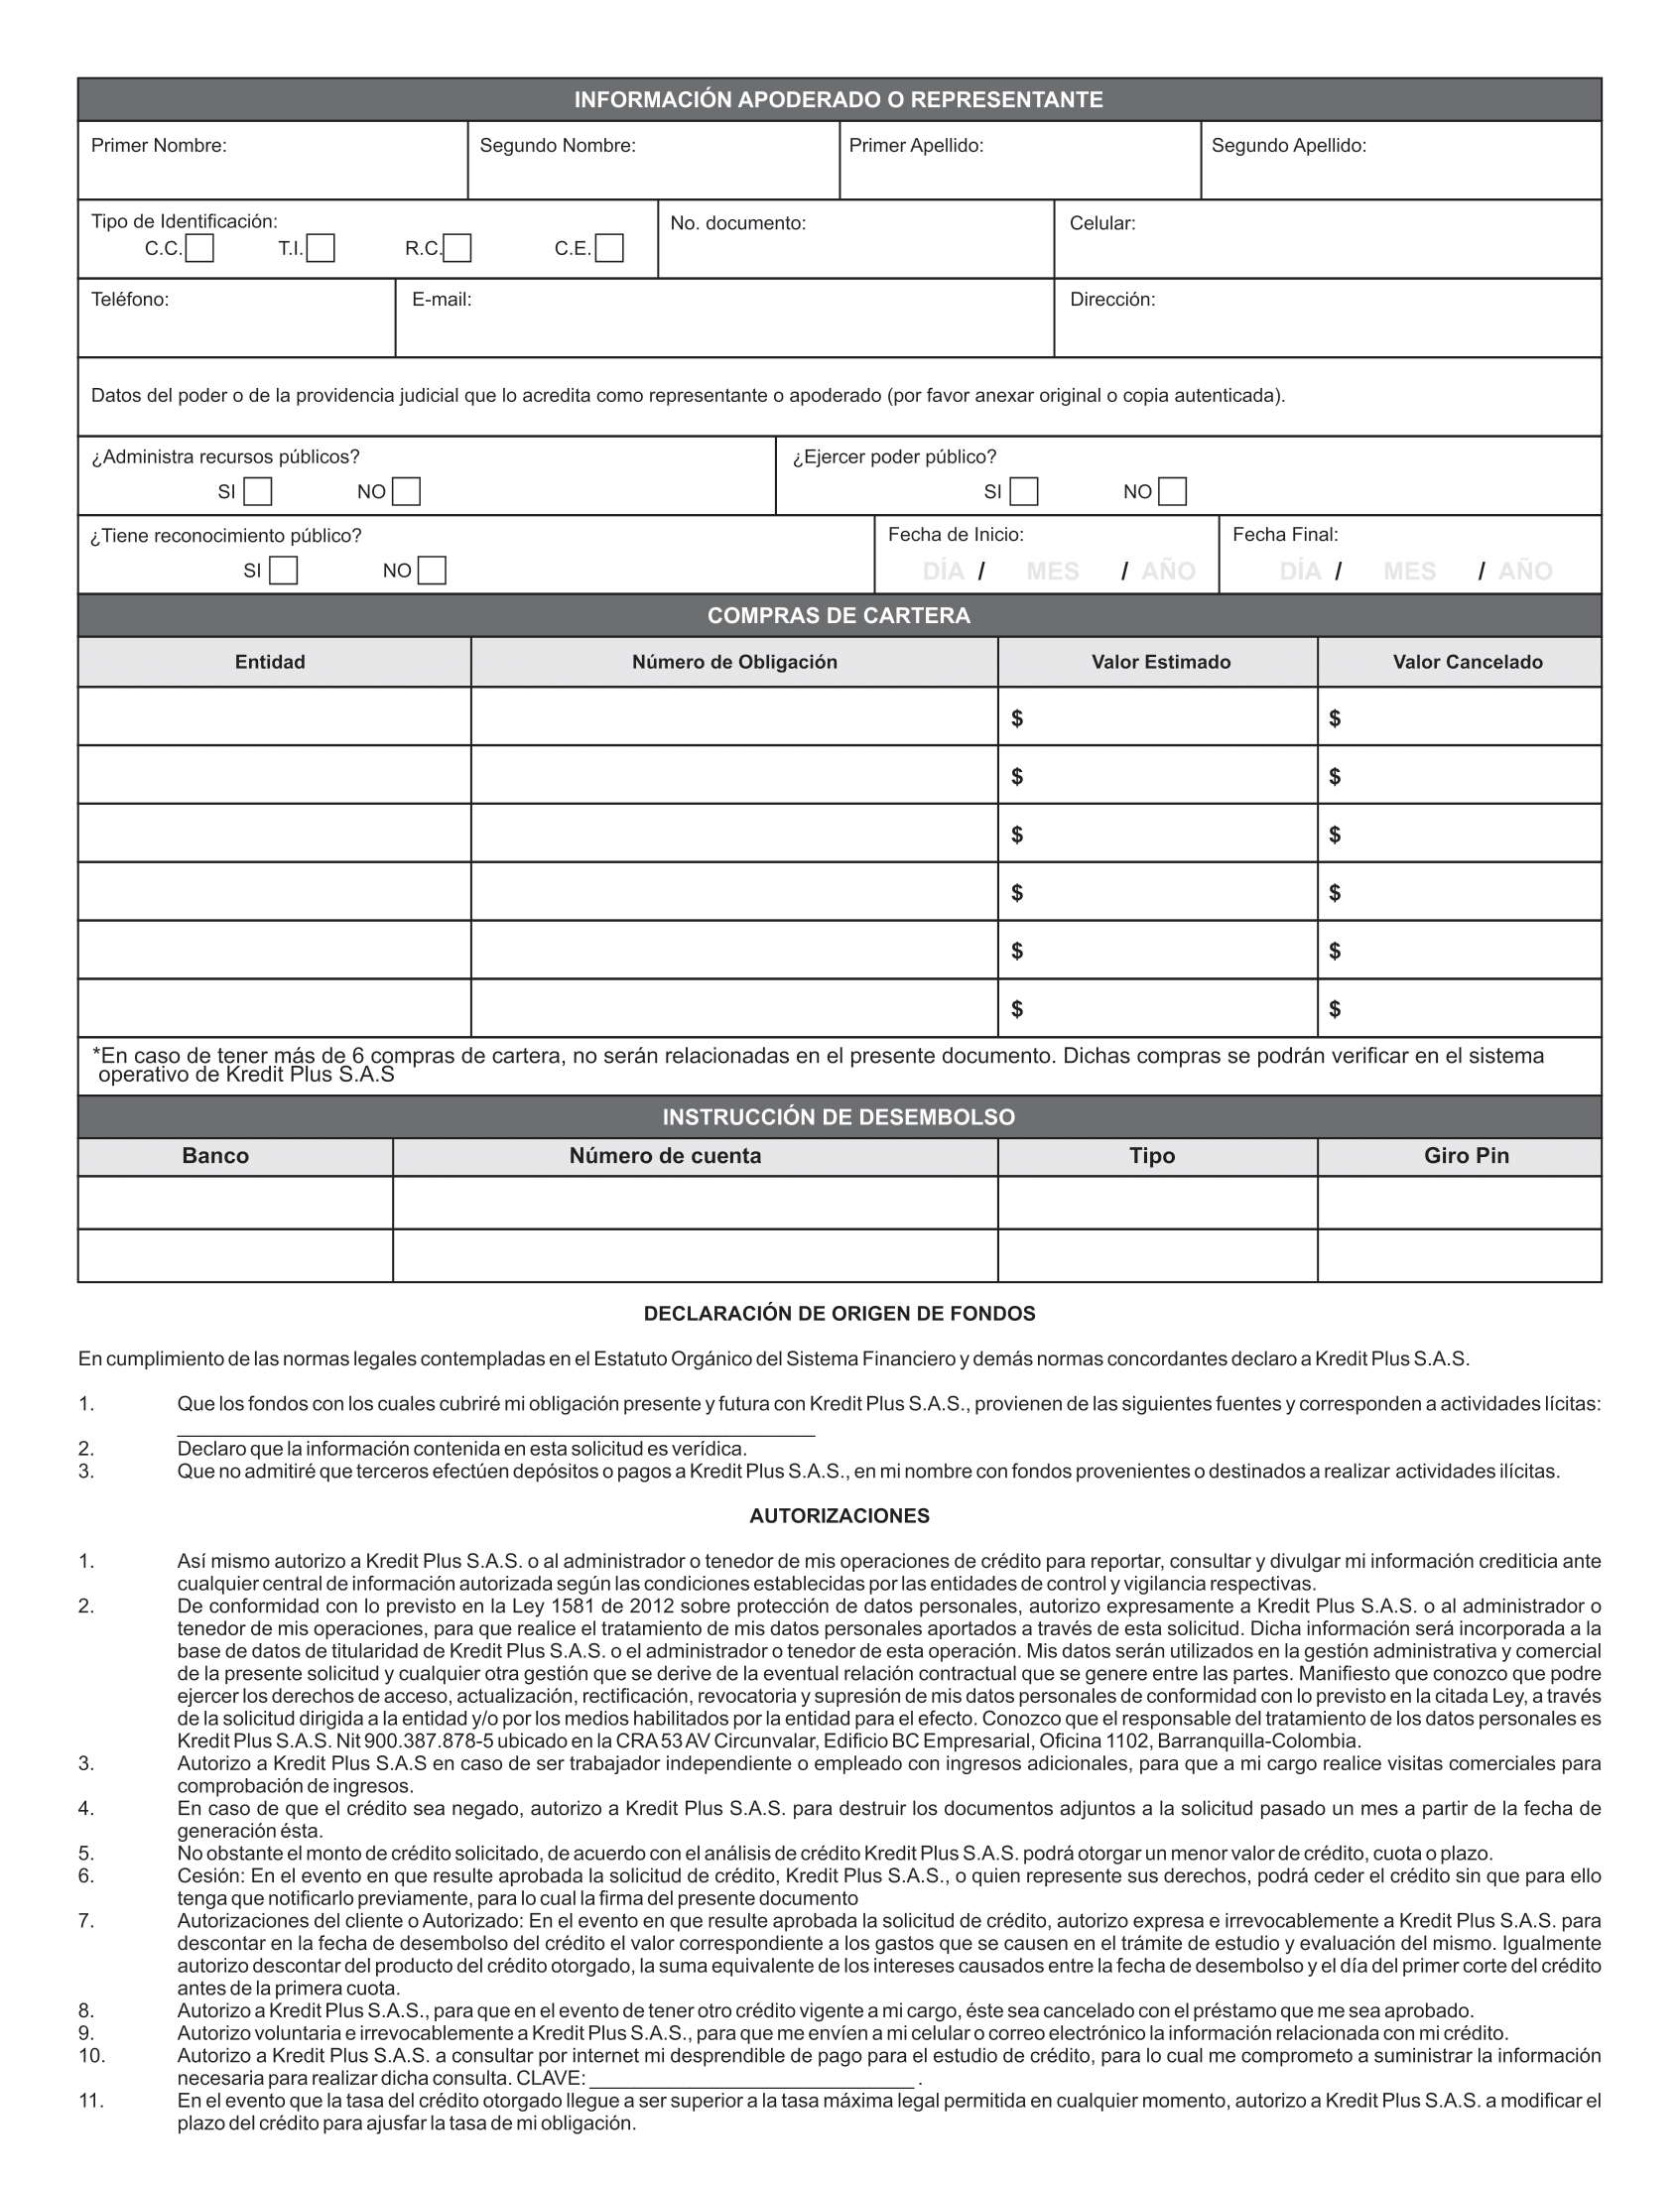 INFORMACIÓN APODERADO O REPRESENTANTE
Primer Nombre: Segundo Nombre: Primer Apellido: Segundo Apellido:
Tipo de Identificación: No. documento: Celular:
C.C. T.I. R.C. C.E.
Teléfono: E-mail: Dirección:
Datos del poder o de la providencia judicial que lo acredita como representante o apoderado (por favor anexar original o copia autenticada).
¿Administra recursos públicos? ¿Ejercer poder público?
SI NO SI NO
¿Tiene reconocimiento público? Fecha de Inicio: Fecha Final:
SI NO DÍA / MES / AÑO DÍA / MES / AÑO
COMPRAS DE CARTERA
Entidad Número de Obligación Valor Estimado Valor Cancelado
$ $
$ $
$ $
$ $
$ $
$ $
*En caso de tener más de 6 compras de cartera, no serán relacionadas en el presente documento. Dichas compras se podrán verificar en el sistema
operativo de Kredit Plus S.A.S
INSTRUCCIÓN DE DESEMBOLSO
Banco Número de cuenta Tipo Giro Pin
DECLARACIÓN DE ORIGEN DE FONDOS
En cumplimiento de las normas legales contempladas en el Estatuto Orgánico del Sistema Financiero y demás normas concordantes declaro a Kredit Plus S.A.S.
1. Que los fondos con los cuales cubriré mi obligación presente y futura con Kredit Plus S.A.S., provienen de las siguientes fuentes y corresponden a actividades lícitas:
2. Declaro que la información contenida en esta solicitud es verídica.
3. Que no admitiré que terceros efectúen depósitos o pagos a Kredit Plus S.A.S., en mi nombre con fondos provenientes o destinados a realizar actividades ilícitas.
AUTORIZACIONES
1. Así mismo autorizo a Kredit Plus S.A.S. o al administrador o tenedor de mis operaciones de crédito para reportar, consultar y divulgar mi información crediticia ante
cualquier central de información autorizada según las condiciones establecidas por las entidades de control y vigilancia respectivas.
2. De conformidad con lo previsto en la Ley 1581 de 2012 sobre protección de datos personales, autorizo expresamente a Kredit Plus S.A.S. o al administrador o
tenedor de mis operaciones, para que realice el tratamiento de mis datos personales aportados a través de esta solicitud. Dicha información será incorporada a la
base de datos de titularidad de Kredit Plus S.A.S. o el administrador o tenedor de esta operación. Mis datos serán utilizados en la gestión administrativa y comercial
de la presente solicitud y cualquier otra gestión que se derive de la eventual relación contractual que se genere entre las partes. Manifiesto que conozco que podre
ejercer los derechos de acceso, actualización, rectificación, revocatoria y supresión de mis datos personales de conformidad con lo previsto en la citada Ley, a través
de la solicitud dirigida a la entidad y/o por los medios habilitados por la entidad para el efecto. Conozco que el responsable del tratamiento de los datos personales es
Kredit Plus S.A.S. Nit 900.387.878-5 ubicado en la CRA 53 AV Circunvalar, Edificio BC Empresarial, Oficina 1102, Barranquilla-Colombia.
3. Autorizo a Kredit Plus S.A.S en caso de ser trabajador independiente o empleado con ingresos adicionales, para que a mi cargo realice visitas comerciales para
comprobación de ingresos.
4. En caso de que el crédito sea negado, autorizo a Kredit Plus S.A.S. para destruir los documentos adjuntos a la solicitud pasado un mes a partir de la fecha de
generación ésta.
5. No obstante el monto de crédito solicitado, de acuerdo con el análisis de crédito Kredit Plus S.A.S. podrá otorgar un menor valor de crédito, cuota o plazo.
6. Cesión: En el evento en que resulte aprobada la solicitud de crédito, Kredit Plus S.A.S., o quien represente sus derechos, podrá ceder el crédito sin que para ello
tenga que notificarlo previamente, para lo cual la firma del presente documento
7. Autorizaciones del cliente o Autorizado: En el evento en que resulte aprobada la solicitud de crédito, autorizo expresa e irrevocablemente a Kredit Plus S.A.S. para
descontar en la fecha de desembolso del crédito el valor correspondiente a los gastos que se causen en el trámite de estudio y evaluación del mismo. Igualmente
autorizo descontar del producto del crédito otorgado, la suma equivalente de los intereses causados entre la fecha de desembolso y el día del primer corte del crédito
antes de la primera cuota.
8. Autorizo a Kredit Plus S.A.S., para que en el evento de tener otro crédito vigente a mi cargo, éste sea cancelado con el préstamo que me sea aprobado.
9. Autorizo voluntaria e irrevocablemente a Kredit Plus S.A.S., para que me envíen a mi celular o correo electrónico la información relacionada con mi crédito.
10. Autorizo a Kredit Plus S.A.S. a consultar por internet mi desprendible de pago para el estudio de crédito, para lo cual me comprometo a suministrar la información
necesaria para realizar dicha consulta. CLAVE: ______________________________ .
11. En el evento que la tasa del crédito otorgado llegue a ser superior a la tasa máxima legal permitida en cualquier momento, autorizo a Kredit Plus S.A.S. a modificar el
plazo del crédito para ajusfar la tasa de mi obligación.